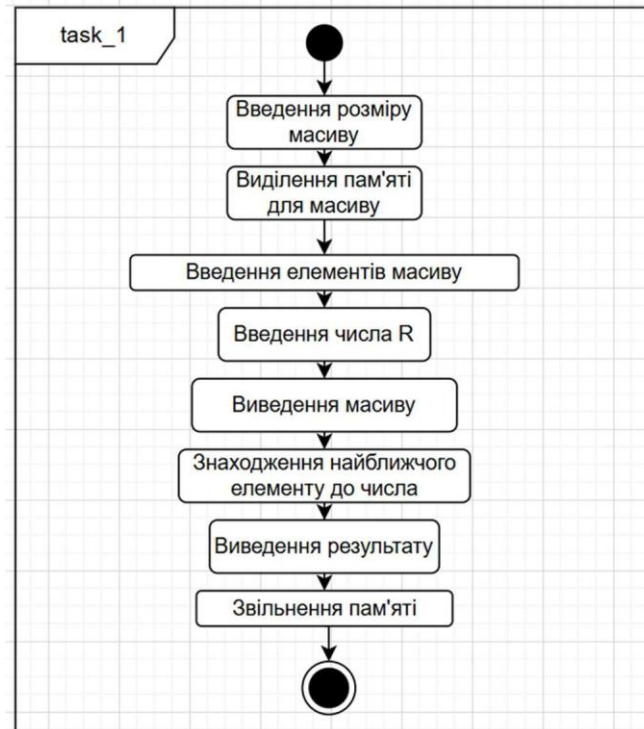 task_1
Введення розміру
масиву
Виділення пам'яті
для масиву
Введення елементів масиву
Введення числа R
Виведення масиву
Знаходження найближчого
елементу до числа
Виведення результату
Звільнення пам'яті